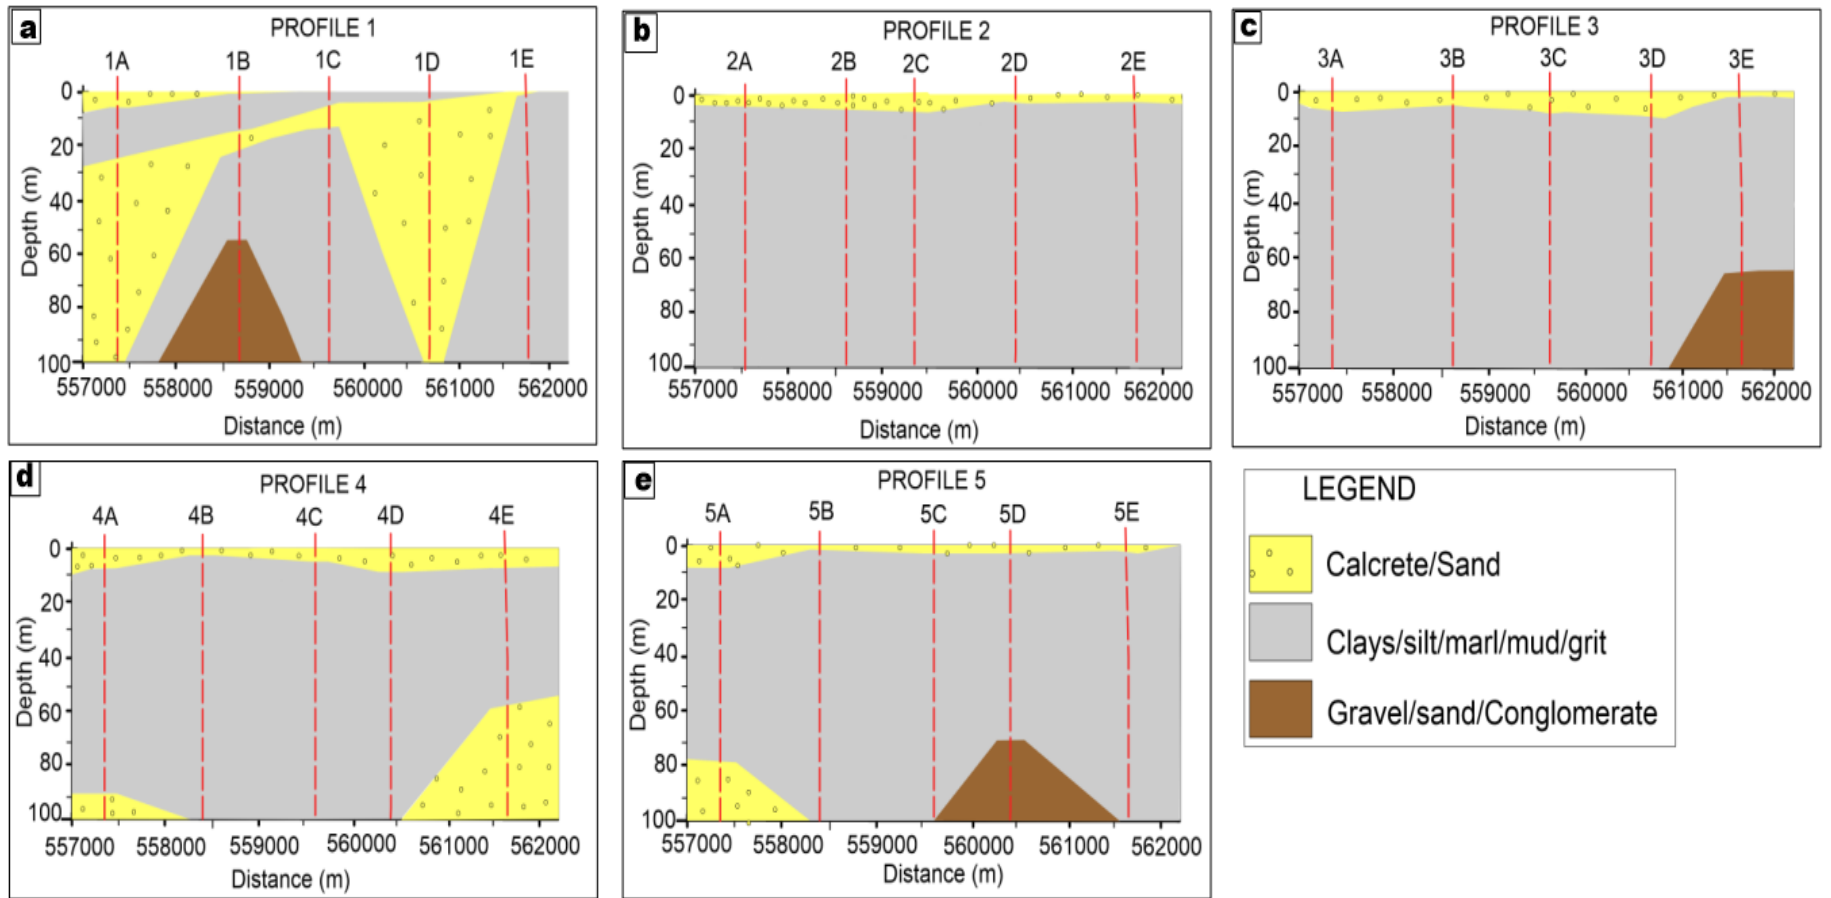 a
PROFILE 1
1A 1B 1C 1D 1E
0
20
40
60
80
100
Depth (m)
557000 558000 559000 560000 561000 562000
Distance (m)
b
PROFILE 2
2A 2B 2C 2D 2E
0
20
40
60
80
100
Depth (m)
557000 558000 559000 560000 561000 562000
Distance (m)
c
PROFILE 3
3A 3B 3C 3D 3E
0
20
40
60
80
100
Depth (m)
557000 558000 559000 560000 561000 562000
Distance (m)
d
PROFILE 4
4A 4B 4C 4D 4E
0
20
40
60
80
100
Depth (m)
557000 558000 559000 560000 561000 562000
Distance (m)
e
PROFILE 5
5A 5B 5C 5D 5E
0
20
40
60
80
100
Depth (m)
557000 558000 559000 560000 561000 562000
Distance (m)
LEGEND
Calcrete/Sand
Clays/silt/marl/mud/grit
Gravel/sand/Conglomerate